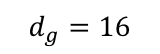 d_g = 16